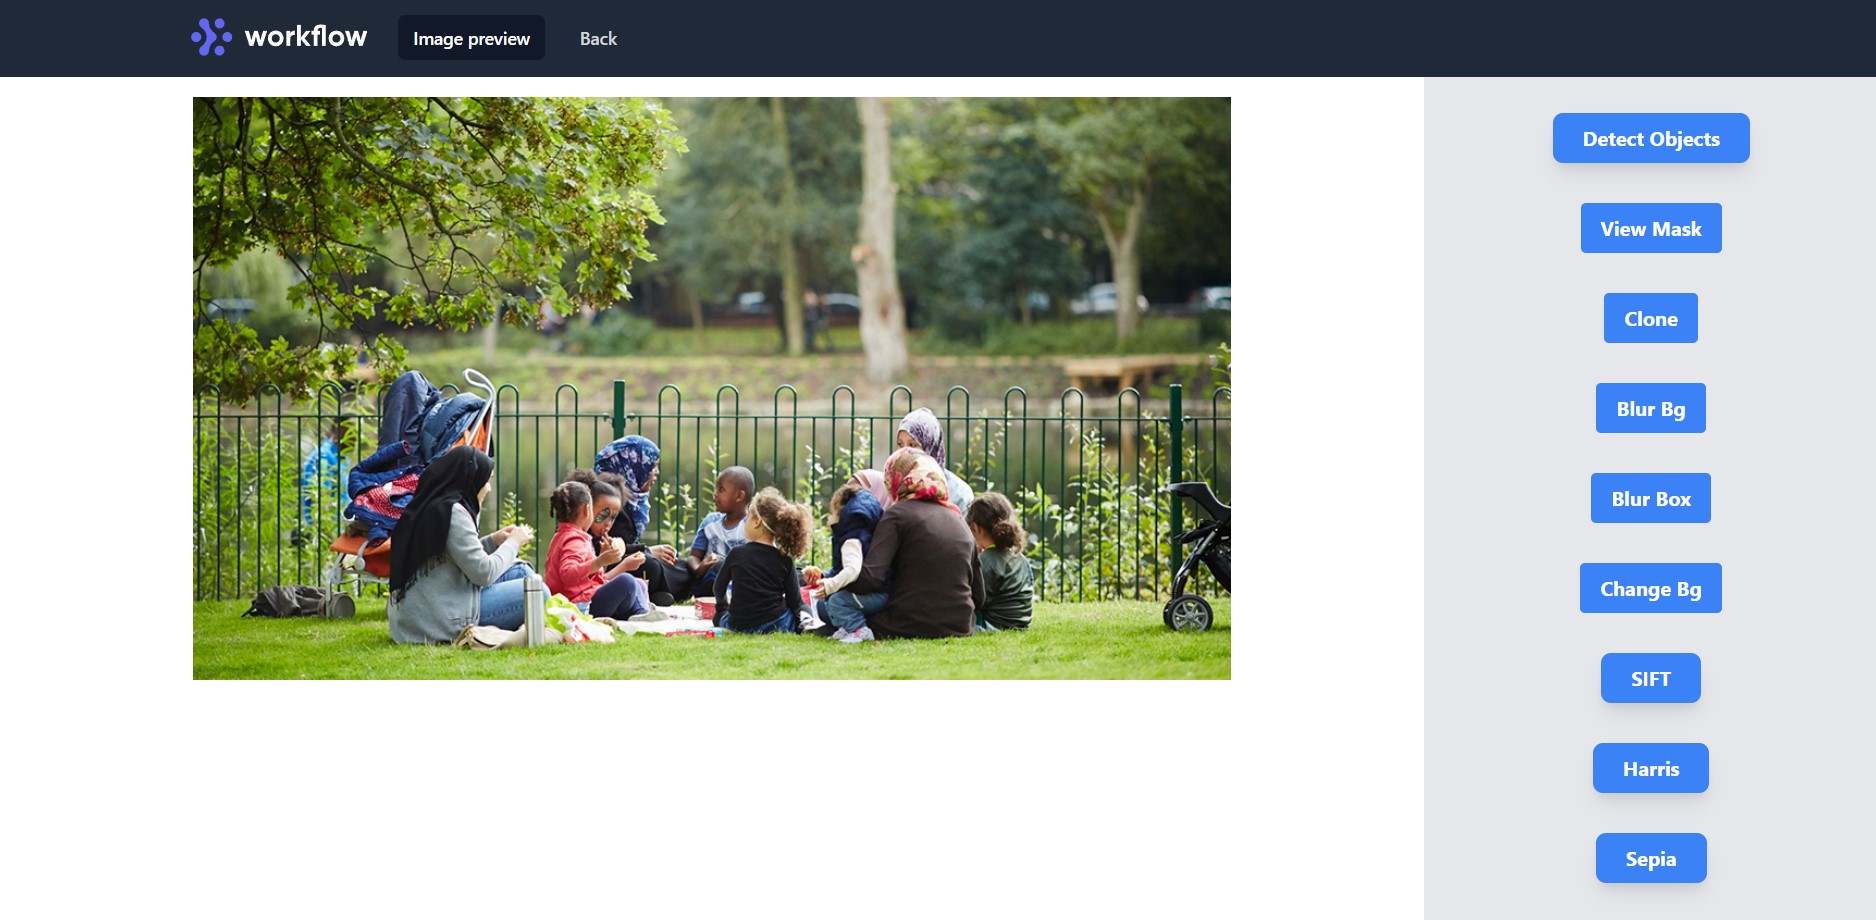 workflow
Image preview
Back
Detect Objects
View Mask
Clone
Blur Bg
Blur Box
Change Bg
SIFT
Harris
Sepia